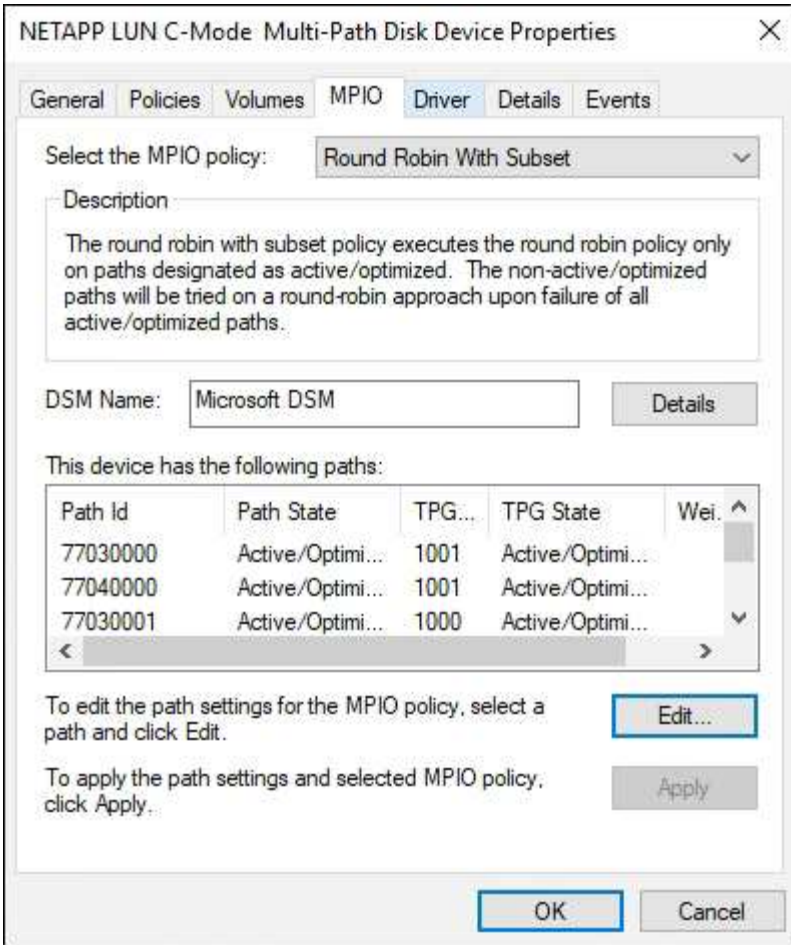 NETAPP LUN C-Mode  Multi-Path Disk Device Properties
General Policies Volumes MPIO Driver Details Events
Select the MPIO policy: Round Robin With Subset
Description
The round robin with subset policy executes the round robin policy only
on paths designated as active/optimized.  The non-active/optimized
paths will be tried on a round-robin approach upon failure of all
active/optimized paths.
DSM Name: Microsoft DSM Details
This device has the following paths:
Path Id Path State TPG... TPG State Wei.
77030000 Active/Optimi... 1001 Active/Optimi...
77040000 Active/Optimi... 1001 Active/Optimi...
77030001 Active/Optimi... 1000 Active/Optimi...
To edit the path settings for the MPIO policy, select a
path and click Edit.
Edit...
To apply the path settings and selected MPIO policy,
click Apply.
Apply
OK Cancel